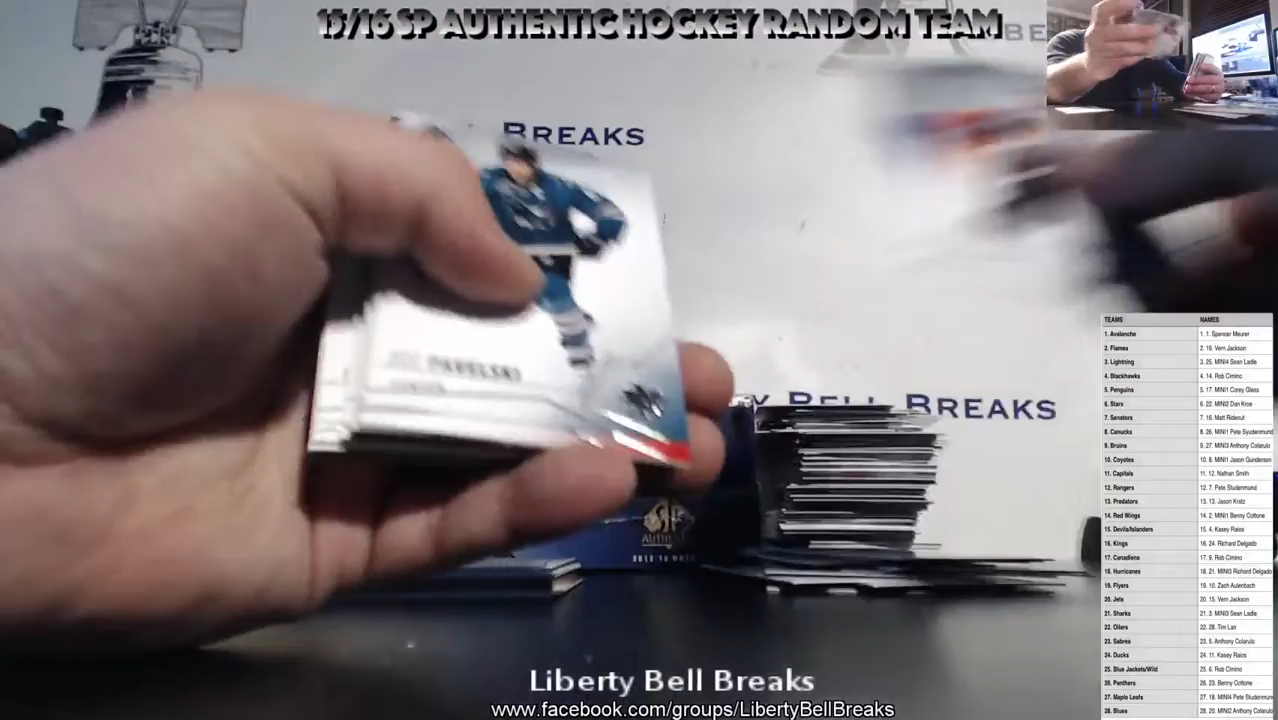 15/16 SP AUTHENTIC HOCKEY RANDOM TEAM
BREAKS
PAVELSKI
BELL BREAKS
SP
Liberty Bell Breaks
www.facebook.com/groups/LibertyBellBreaks
TEAMS NAMES
1. Avalanche 1. 1. Spencer Meurer
2. Flames 2. 19. Vern Jackson
3. Lightning 3. 25. MINI4 Sean Ladle
4. Blackhawks 4. 14. Rob Cimino
5. Penguins 5. 17. MINI1 Corey Glass
6. Stars 6. 22. MINI2 Dan Kroe
7. Senators 7. 16. Matt Rideout
8. Canucks 8. 26. MINI1 Pete Syudenmund
9. Bruins 9. 27. MINI3 Anthony Colarulo
10. Coyotes 10. 8. MINI1 Jason Gunderson
11. Capitals 11. 12. Nathan Smith
12. Rangers 12. 7. Pete Studenmund
13. Predators 13. 13. Jason Kratz
14. Red Wings 14. 2. MINI1 Benny Cottone
15. Devils/Islanders 15. 4. Kasey Raios
16. Kings 16. 24. Richard Delgado
17. Canadiens 17. 9. Rob Cimino
18. Hurricanes 18. 21. MINI3 Richard Delgado
19. Flyers 19. 10. Zach Aulenbach
20. Jets 20. 15. Vern Jackson
21. Sharks 21. 3. MINI3 Sean Ladle
22. Oilers 22. 28. Tim Lan
23. Sabres 23. 5. Anthony Colarulo
24. Ducks 24. 11. Kasey Raios
25. Blue Jackets/Wild 25. 6. Rob Cimino
26. Panthers 26. 23. Benny Cottone
27. Maple Leafs 27. 18. MINI4 Pete Studenmun
28. Blues 28. 20. MINI2 Anthony Colarulo